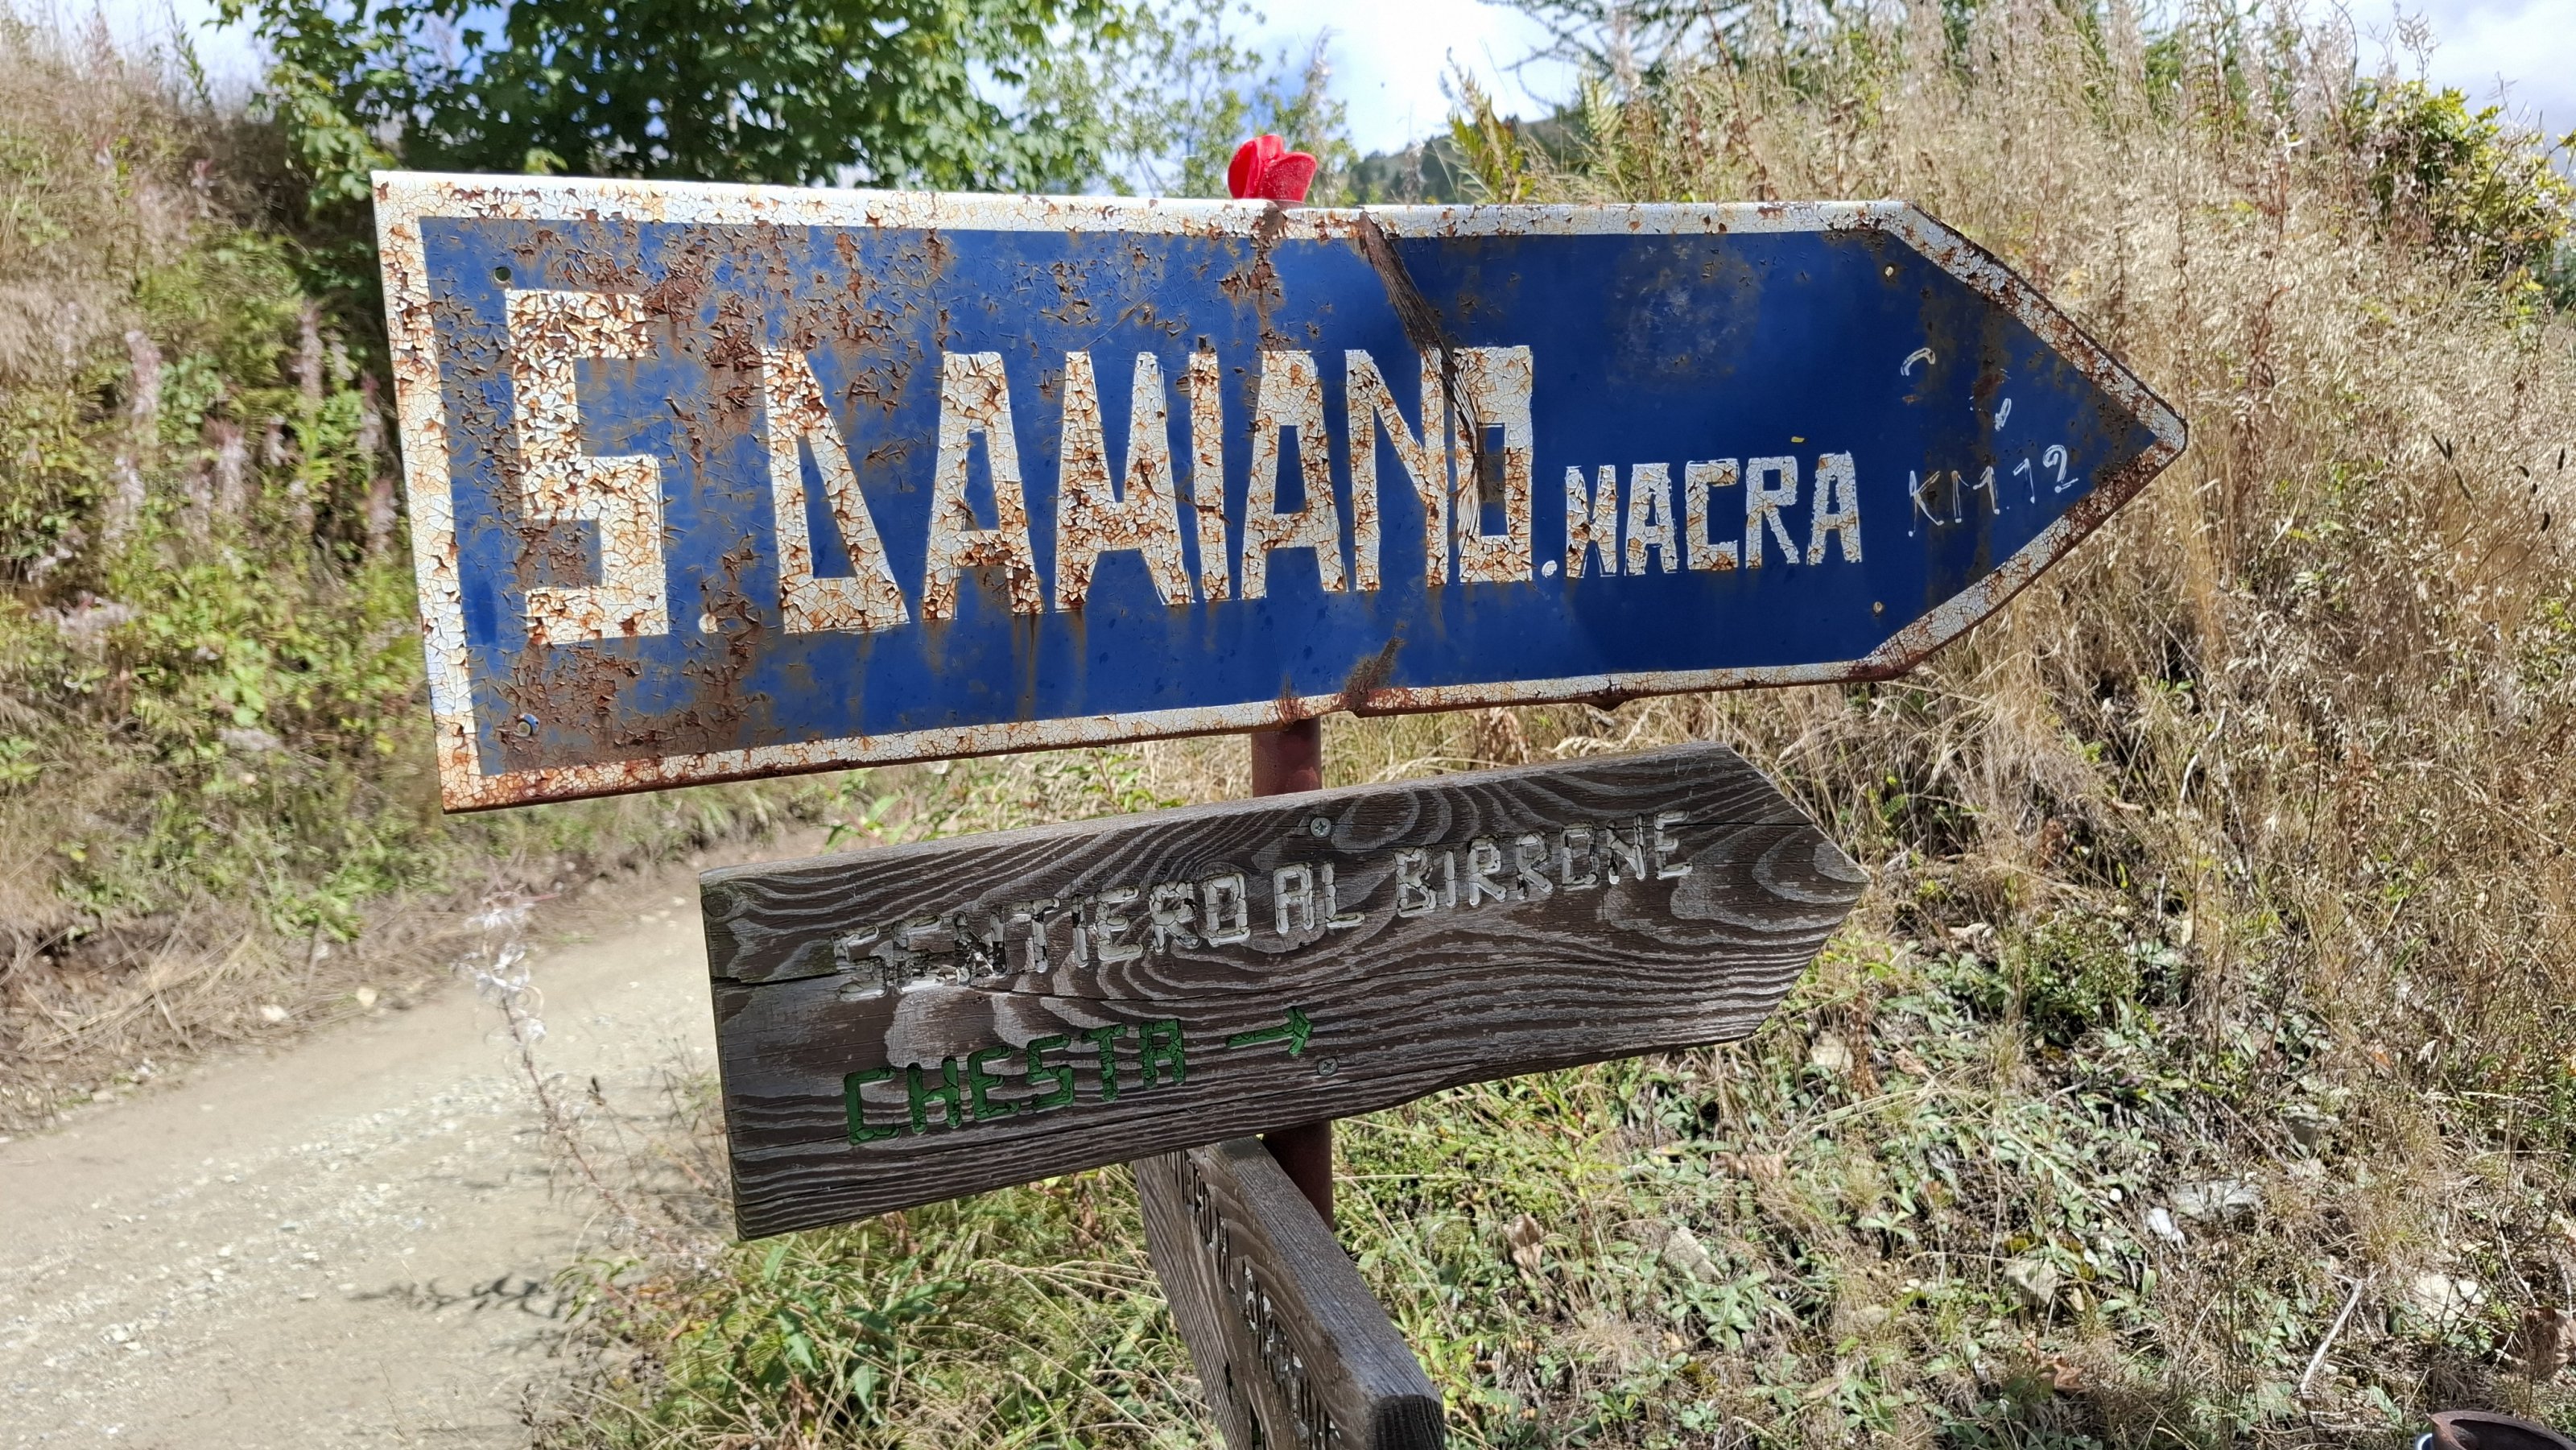 S. DAMIANO. MACRA
KM. 12
SENTIERO AL BIRRONE
CHESTA →